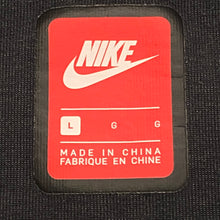 NIKE
L G G
MADE IN CHINA
FABRIQUE EN CHINE